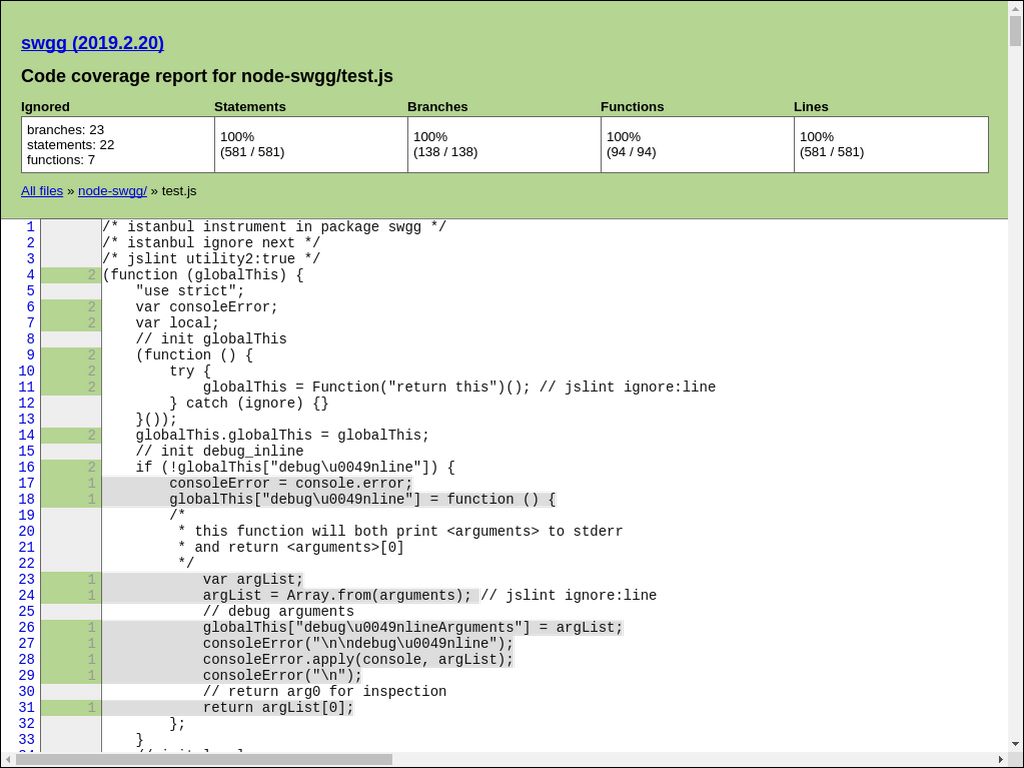 swgg (2019.2.20)
Code coverage report for node-swgg/test.js
Ignored Statements Branches Functions Lines
branches: 23
statements: 22
functions: 7
100% 100% 100% 100%
(581 / 581) (138 / 138) (94 / 94) (581 / 581)
All files » node-swgg/ » test.js
1 /* istanbul instrument in package swgg */
2 /* istanbul ignore next */
3 /* jslint utility2:true */
4 2 (function (globalThis) {
5 "use strict";
6 2 var consoleError;
7 2 var local;
8 // init globalThis
9 2 (function () {
10 2 try {
11 2 globalThis = Function("return this")(); // jslint ignore:line
12 } catch (ignore) {}
13 }());
14 2 globalThis.globalThis = globalThis;
15 // init debug_inline
16 2 if (!globalThis["debug\u0049nline"]) {
17 1 consoleError = console.error;
18 1 globalThis["debug\u0049nline"] = function () {
19 /*
20 * this function will both print <arguments> to stderr
21 * and return <arguments>[0]
22 */
23 1 var argList;
24 1 argList = Array.from(arguments); // jslint ignore:line
25 // debug arguments
26 1 globalThis["debug\u0049nlineArguments"] = argList;
27 1 consoleError("\n\ndebug\u0049nline");
28 1 consoleError.apply(console, argList);
29 1 consoleError("\n");
30 // return arg0 for inspection
31 1 return argList[0];
32 };
33 }